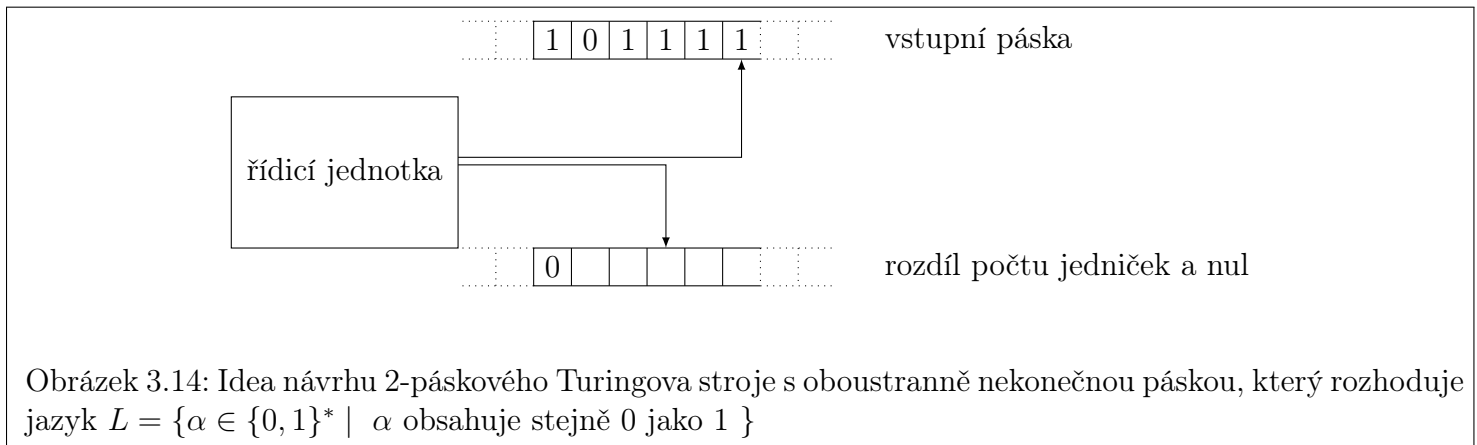 1 0 1 1 1 1 vstupní páska
řídicí jednotka
0 rozdíl počtu jedniček a nul
Obrázek 3.14: Idea návrhu 2-páskového Turingova stroje s oboustranně nekonečnou páskou, který rozhoduje
jazyk L = {α ∈ {0, 1}* | α obsahuje stejně 0 jako 1 }